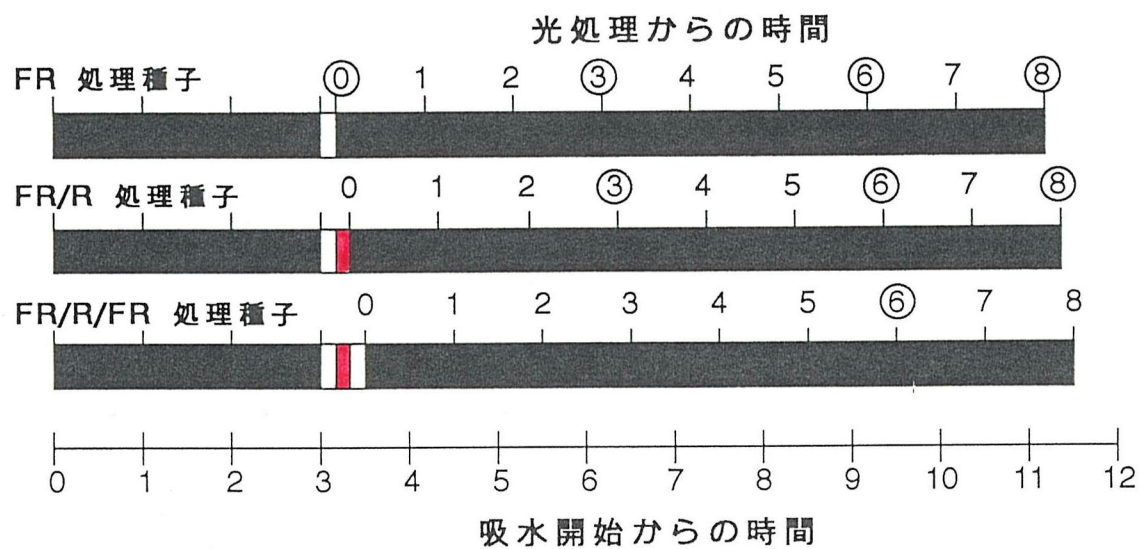 光処理からの時間
FR 処理種子
⓪ 1 2 ③ 4 5 ⑥ 7 ⑧
FR/R 処理種子
0 1 2 ③ 4 5 ⑥ 7 ⑧
FR/R/FR 処理種子
0 1 2 3 4 5 ⑥ 7 8
0 1 2 3 4 5 6 7 8 9 10 11 12
吸水開始からの時間